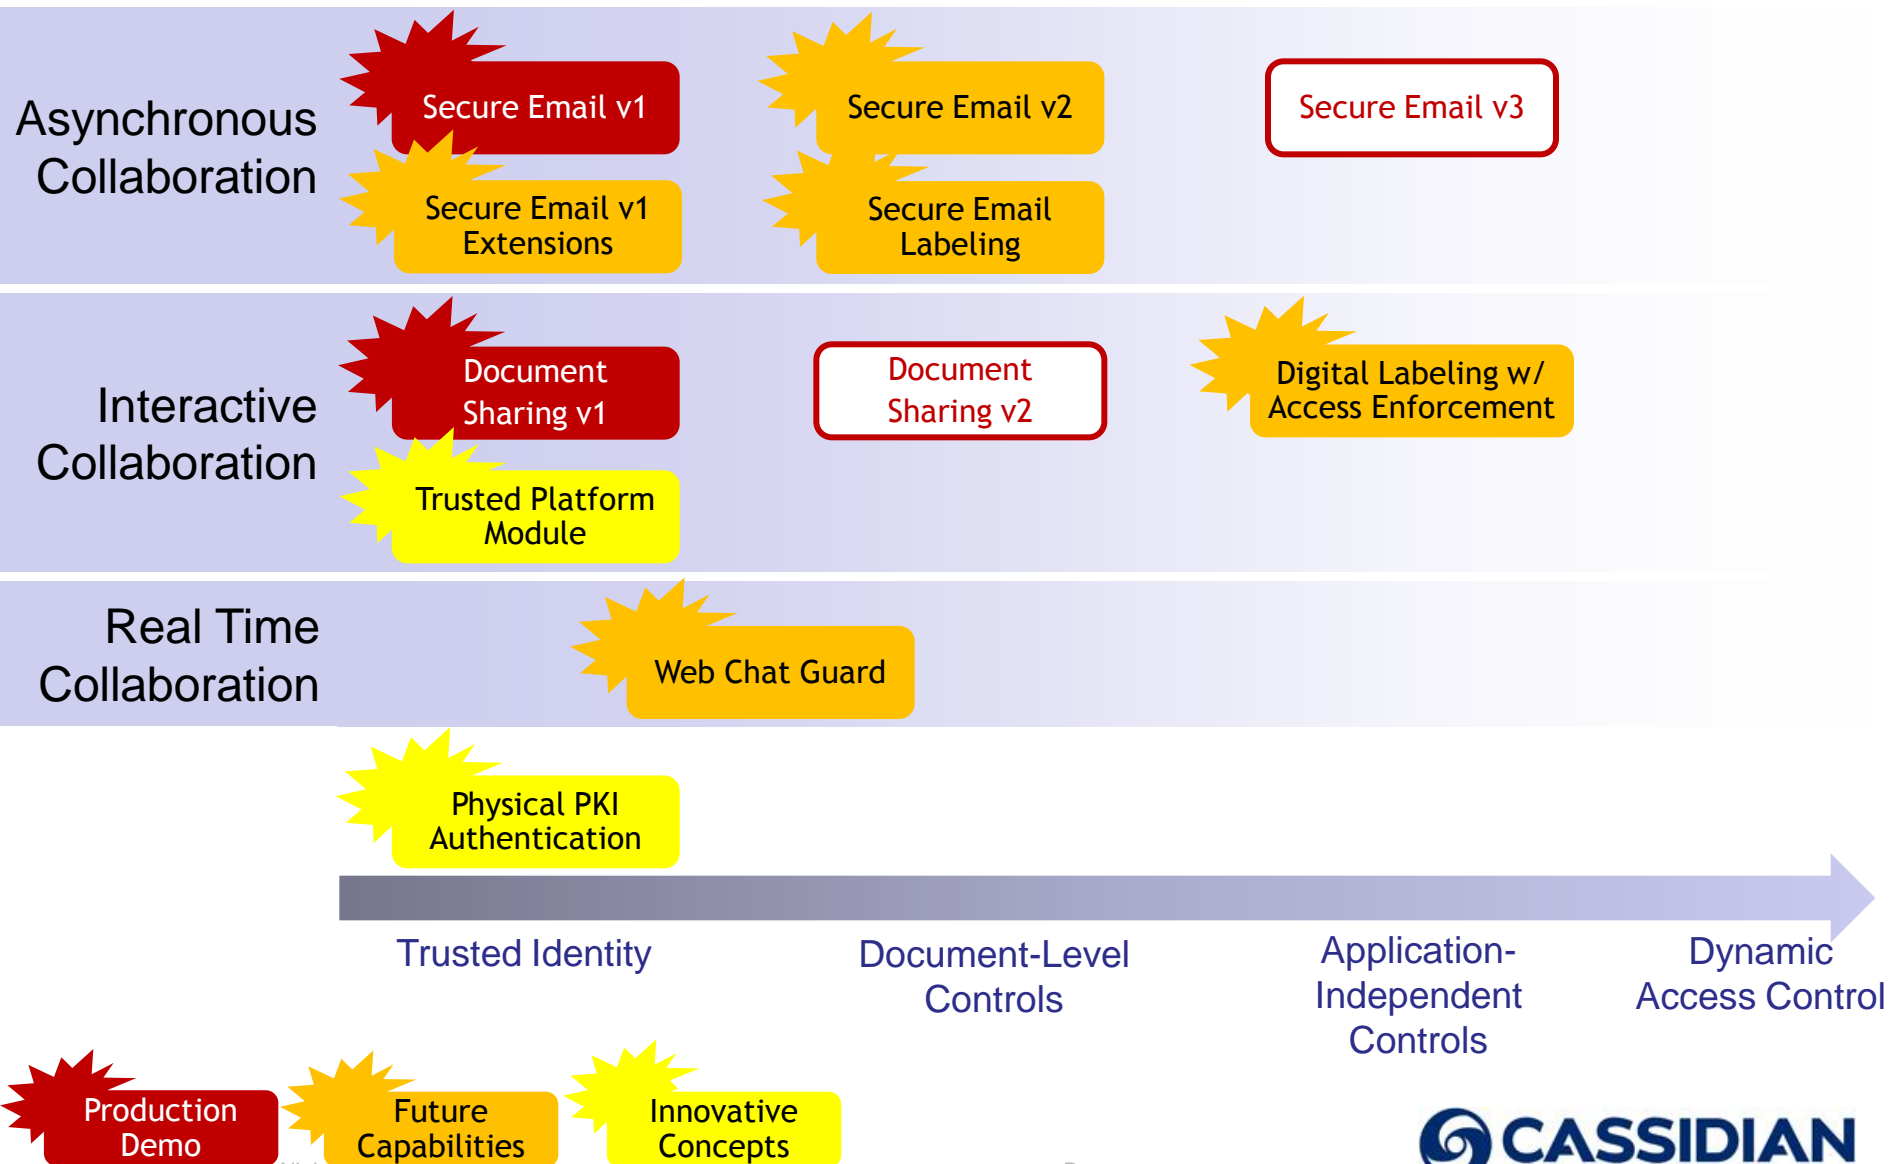 Asynchronous
Collaboration
Secure Email v1
Secure Email v2
Secure Email v3
Secure Email v1
Extensions
Secure Email
Labeling
Interactive
Collaboration
Document
Sharing v1
Document
Sharing v2
Digital Labeling w/
Access Enforcement
Trusted Platform
Module
Real Time
Collaboration
Web Chat Guard
Physical PKI
Authentication
Trusted Identity
Document-Level
Controls
Application-
Independent
Controls
Dynamic
Access Control
Production
Demo
Future
Capabilities
Innovative
Concepts
CASSIDIAN